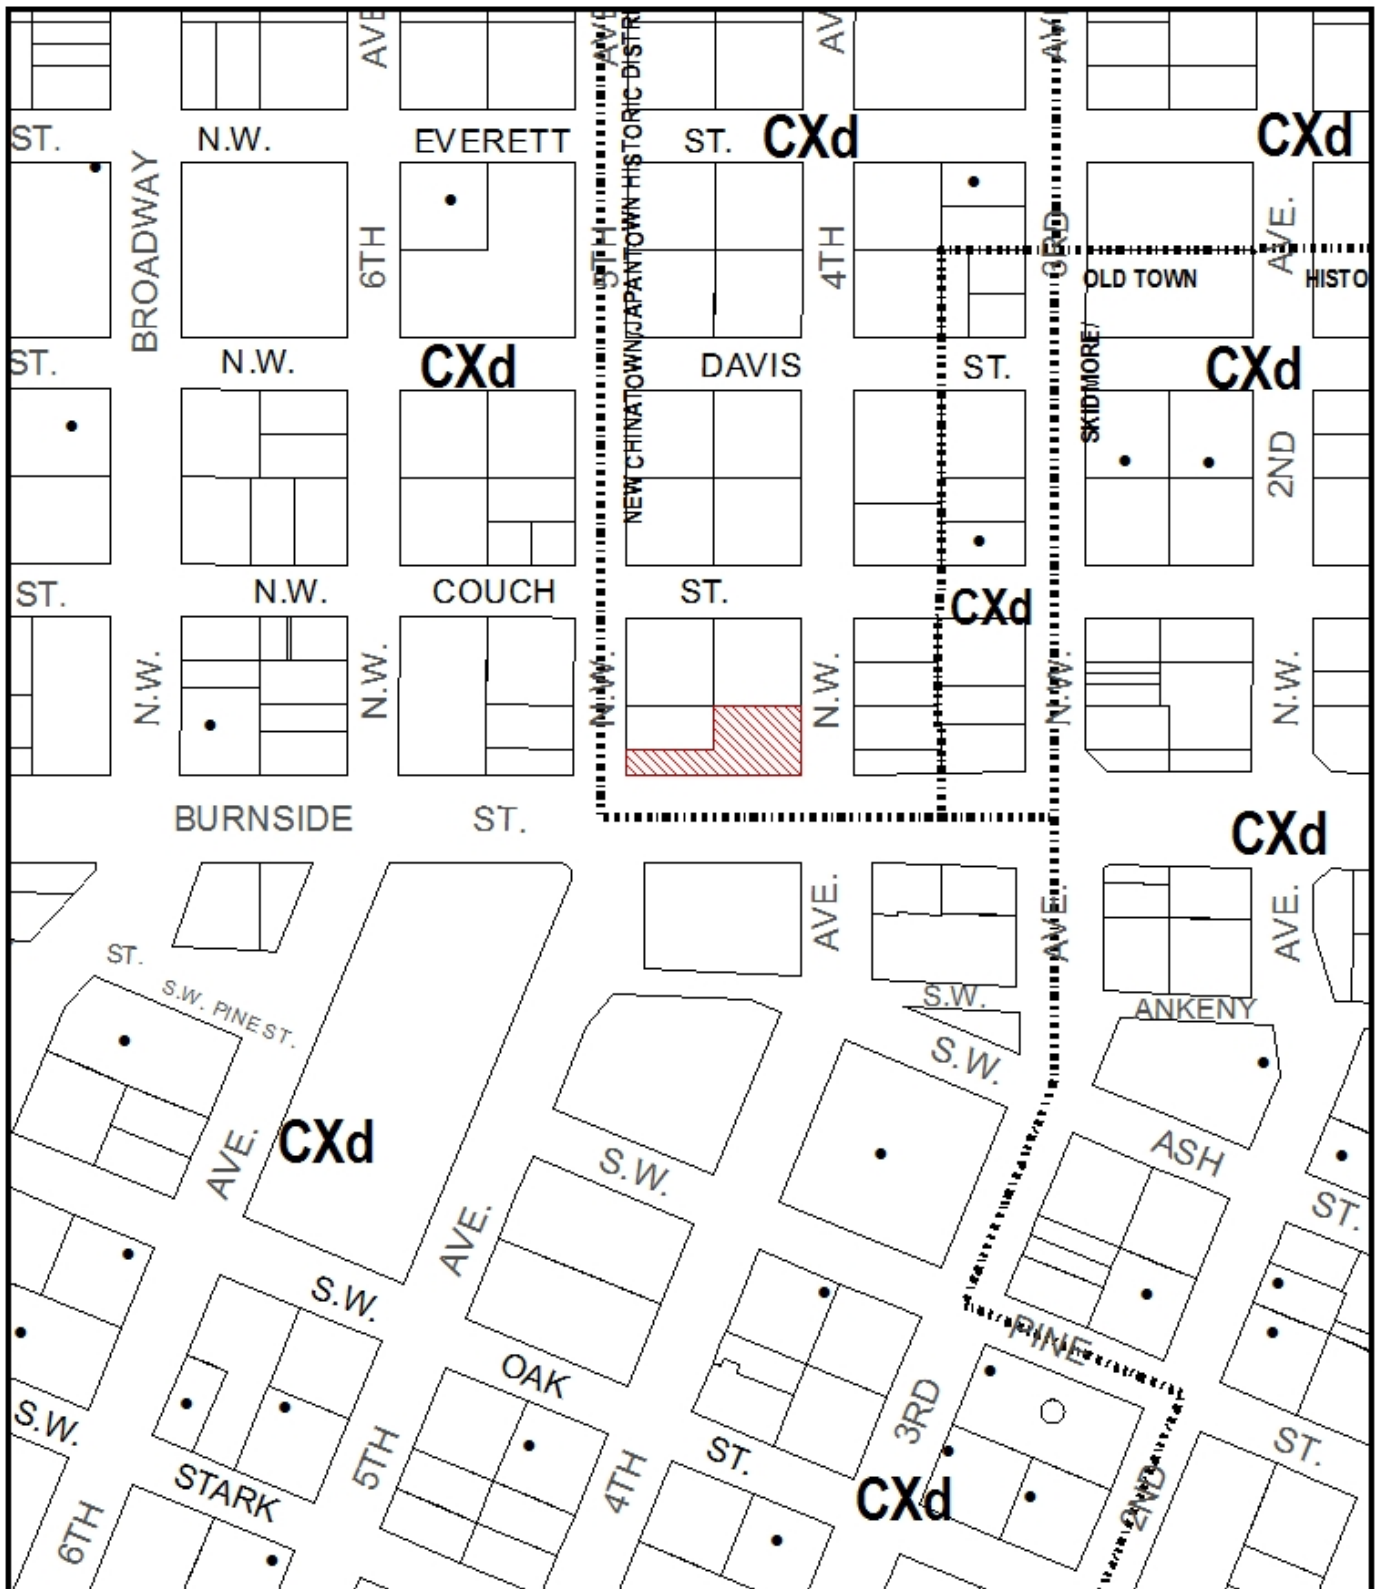 AVE
AVE
AV
AV
NEW CHINATOWN/JAPANTOWN HISTORIC DISTRI
ST.
N.W.
EVERETT
ST.
CXd
CXd
BROADWAY
6TH
5TH
4TH
3RD
AVE.
OLD TOWN
HISTO
SKIDMORE/
ST.
N.W.
CXd
DAVIS
ST.
CXd
2ND
ST.
N.W.
COUCH
ST.
CXd
N.W.
N.W.
N.W.
N.W.
N.W.
N.W.
BURNSIDE
ST.
CXd
AVE.
AVE.
AVE.
ST.
S.W. PINE ST.
S.W.
ANKENY
S.W.
CXd
AVE.
S.W.
ASH
ST.
AVE.
S.W.
PINE
OAK
3RD
S.W.
STARK
5TH
4TH
ST.
CXd
2ND
ST.
6TH